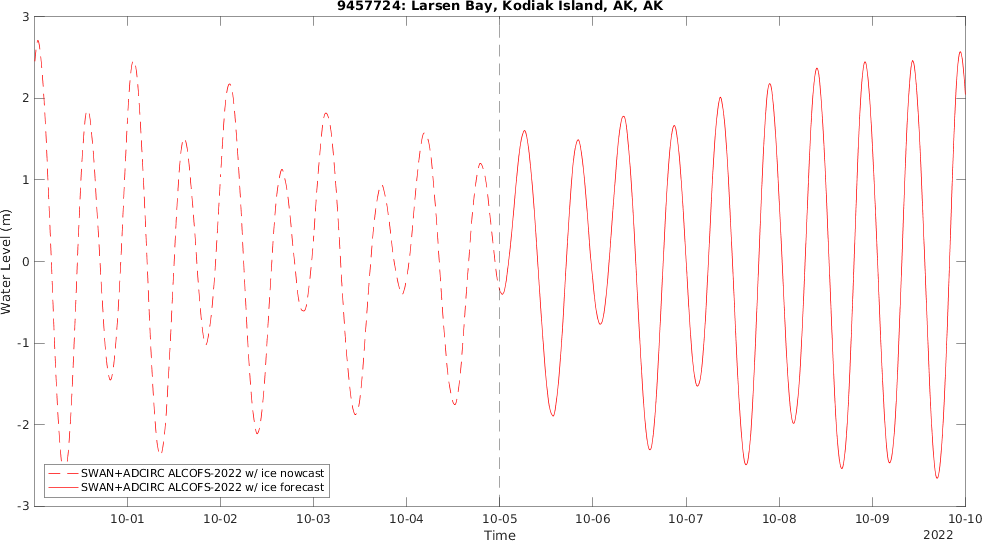 9457724: Larsen Bay, Kodiak Island, AK, AK
3
2
1
0
-1
-2
-3
Water Level (m)
SWAN+ADCIRC ALCOFS-2022 w/ ice nowcast
SWAN+ADCIRC ALCOFS-2022 w/ ice forecast
10-01 10-02 10-03 10-04 10-05 10-06 10-07 10-08 10-09 10-10
Time
2022